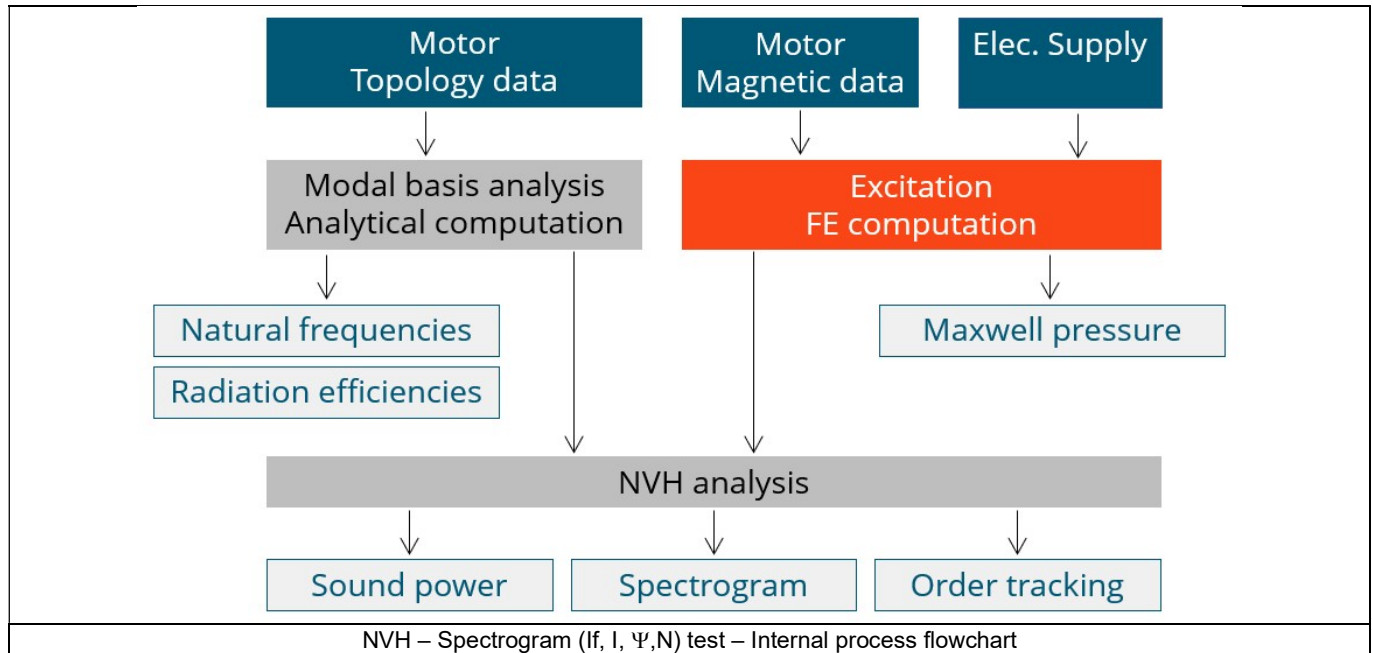 Motor
Topology data
Motor
Magnetic data
Elec. Supply
Modal basis analysis
Analytical computation
Excitation
FE computation
Natural frequencies
Radiation efficiencies
Maxwell pressure
NVH analysis
Sound power
Spectrogram
Order tracking
NVH – Spectrogram (If, I, Ψ,N) test – Internal process flowchart